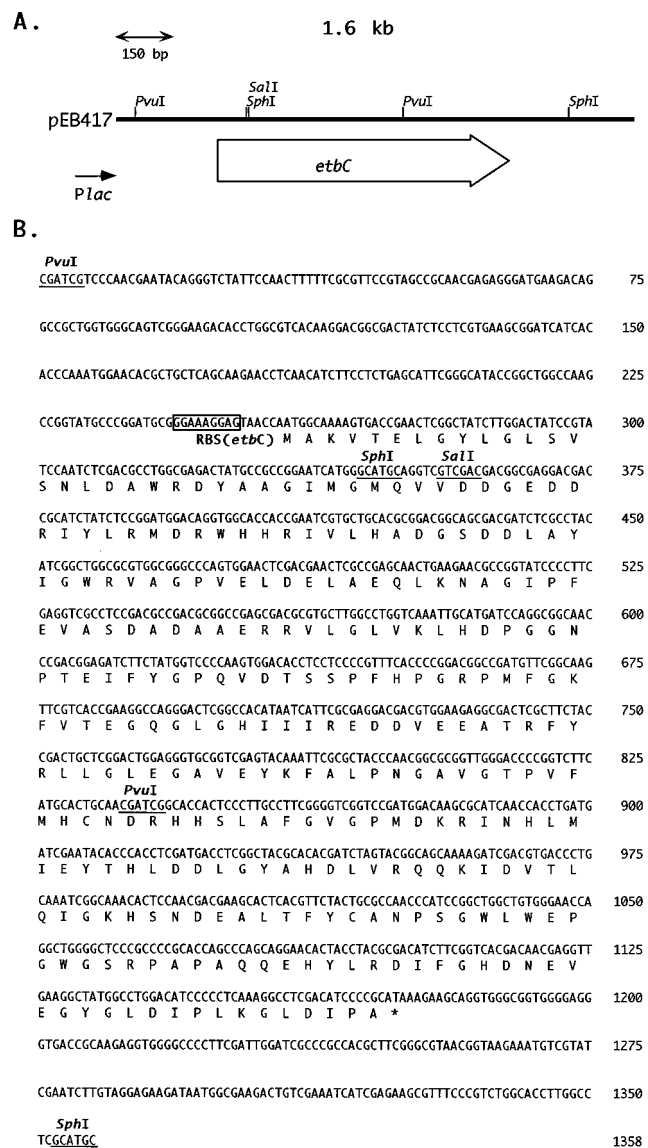 A.
1.6 kb
150 bp
SalI
PvuI SphI PvuI SphI
pEB417
etbC
Plac
B.
PvuI
CGATCGTCCCAACGAATACAGGGTCTATTCCAACTTTTTCGCGTTCCGTAGCCGCAACGAGAGGGATGAAGACAG 75
GCCGCTGGTGGGCAGTCGGGAAGACACCTGGCGTCACAAGGACGGCGACTATCTCCTCGTGAAGCGGATCATCAC 150
ACCCAAATGGAACACGCTGCTCAGCAAGAACCTCAACATCTTCCTCTGAGCATTCGGGCATACCGGCTGGCCAAG 225
CCGGTATGCCCGGATGCGGGAAAGGAGTAACCAATGGCAAAAGTGACCGAACTCGGCTATCTTGGACTATCCGTA 300
RBS(etbC) M A K V T E L G Y L G L S V
SphI SalI
TCCAATCTCGACGCCTGGCGAGACTATGCCGCCGGAATCATGGGCATGCAGGTCGTCGACGACGGCGAGGACGAC 375
S N L D A W R D Y A A G I M G M Q V V D D G E D D
CGCATCTATCTCCGGATGGACAGGTGGCACCACCGAATCGTGCTGCACGCGGACGGCAGCGACGATCTCGCCTAC 450
R I Y L R M D R W H H R I V L H A D G S D D L A Y
ATCGGCTGGCGCGTGGCGGGCCCAGTGGAACTCGACGAACTCGCCGAGCAACTGAAGAACGCCGGTATCCCCTTC 525
I G W R V A G P V E L D E L A E Q L K N A G I P F
GAGGTCGCCTCCGACGCCGACGCGGCCGAGCGACGCGTGCTTGGCCTGGTCAAATTGCATGATCCAGGCGGCAAC 600
E V A S D A D A A E R R V L G L V K L H D P G G N
CCGACGGAGATCTTCTATGGTCCCCAAGTGGACACCTCCTCCCCGTTTCACCCCGGACGGCCGATGTTCGGCAAG 675
P T E I F Y G P Q V D T S S P F H P G R P M F G K
TTCGTCACCGAAGGCCAGGGACTCGGCCACATAATCATTCGCGAGGACGACGTGGAAGAGGCGACTCGCTTCTAC 750
F V T E G Q G L G H I I I R E D D V E E A T R F Y
CGACTGCTCGGACTGGAGGGTGCGGTCGAGTACAAATTCGCGCTACCCAACGGCGCGGTTGGGACCCCGGTCTTC 825
R L L G L E G A V E Y K F A L P N G A V G T P V F
PvuI
ATGCACTGCAACGATCGGCACCACTCCCTTGCCTTCGGGGTCGGTCCGATGGACAAGCGCATCAACCACCTGATG 900
M H C N D R H H S L A F G V G P M D K R I N H L M
ATCGAATACACCCACCTCGATGACCTCGGCTACGCACACGATCTAGTACGGCAGCAAAAGATCGACGTGACCCTG 975
I E Y T H L D D L G Y A H D L V R Q Q K I D V T L
CAAATCGGCAAACACTCCAACGACGAAGCACTCACGTTCTACTGCGCCAACCCATCCGGCTGGCTGTGGGAACCA 1050
Q I G K H S N D E A L T F Y C A N P S G W L W E P
GGCTGGGGCTCCCGCCCCGCACCAGCCCAGCAGGAACACTACCTACGCGACATCTTCGGTCACGACAACGAGGTT 1125
G W G S R P A P A Q Q E H Y L R D I F G H D N E V
GAAGGCTATGGCCTGGACATCCCCCTCAAAGGCCTCGACATCCCCGCATAAAGAAGCAGGTGGGCGGTGGGGAGG 1200
E G Y G L D I P L K G L D I P A *
GTGACCGCAAGAGGTGGGGCCCCTTCGATTGGATCGCCCGCCACGCTTCGGGCGTAACGGTAAGAAATGTCGTAT 1275
CGAATCTTGTAGGAGAAGATAATGGCGAAGACTGTCGAAATCATCGAGAAGCGTTTCCCGTCTGGCACCTTGGCC 1350
SphI
TCGCATGC 1358